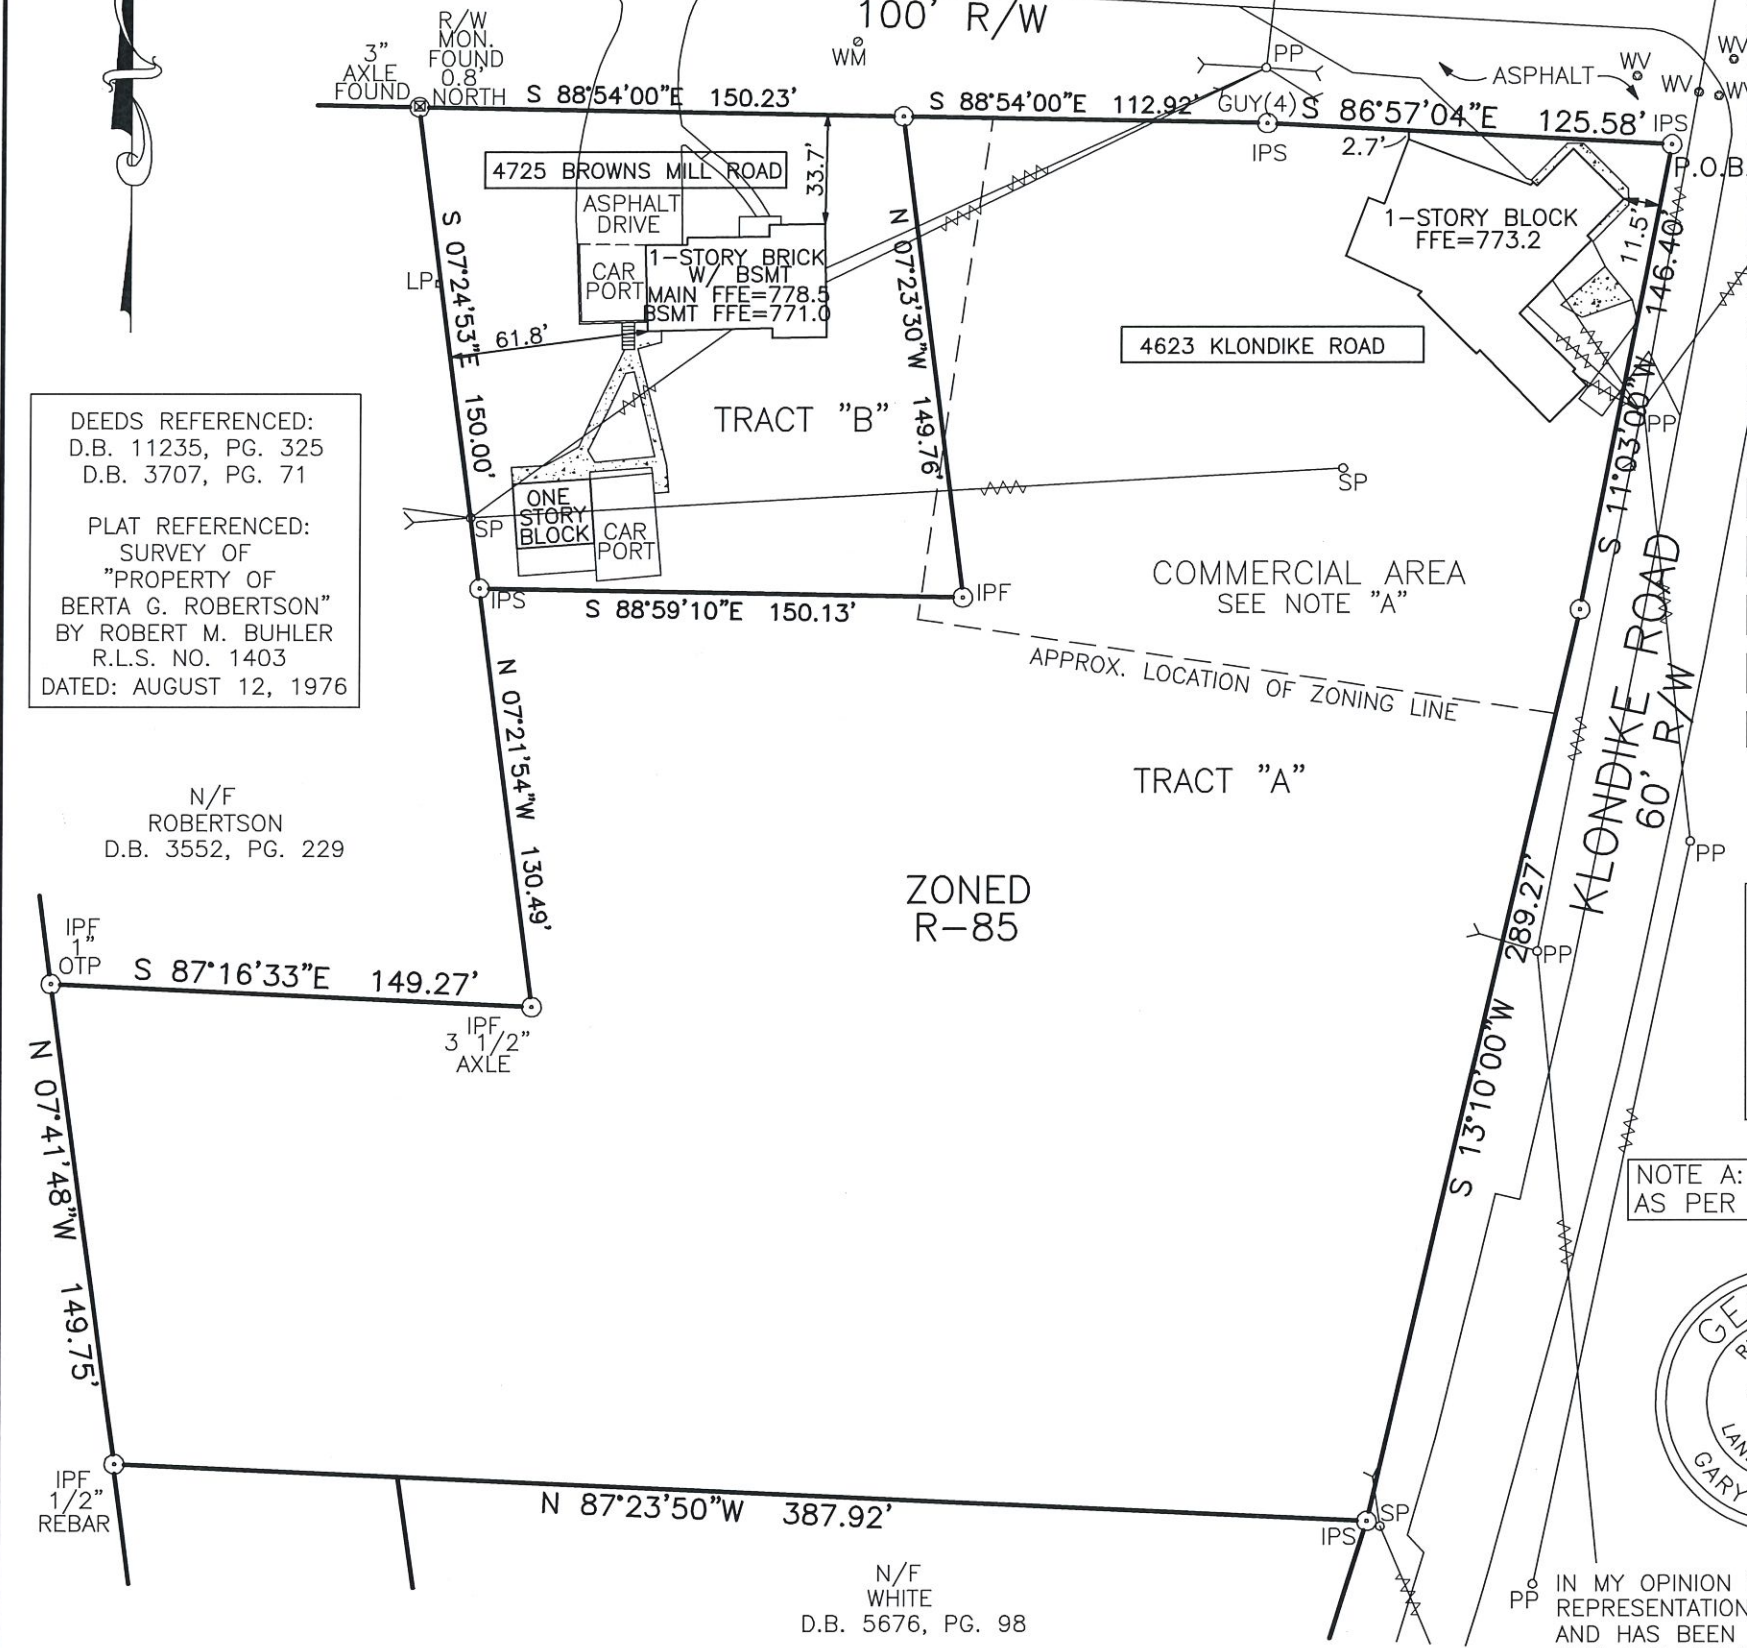 100' R/W
R/W
MON.
FOUND
0.8'
NORTH
3"
AXLE
FOUND
WM
PP
ASPHALT
WV
WV
WV
S 88°54'00"E 150.23'
S 88°54'00"E 112.92'
GUY(4)
S 86°57'04"E 125.58'
IPS
IPS
2.7'
P.O.B.
4725 BROWNS MILL ROAD
33.7'
ASPHALT
DRIVE
CAR
PORT
1-STORY BRICK
W/ BSMT
MAIN FFE=778.5
BSMT FFE=771.0
1-STORY BLOCK
FFE=773.2
11.5'
LP
S 07°24'53"E 150.00'
61.8'
N 07°23'30"W 149.76'
4623 KLONDIKE ROAD
S 11°03'00"W 146.40'
PP
TRACT "B"
DEEDS REFERENCED:
D.B. 11235, PG. 325
D.B. 3707, PG. 71
PLAT REFERENCED:
SURVEY OF
"PROPERTY OF
BERTA G. ROBERTSON"
BY ROBERT M. BUHLER
R.L.S. NO. 1403
DATED: AUGUST 12, 1976
SP
SP
ONE
STORY
BLOCK
CAR
PORT
IPS
S 88°59'10"E 150.13'
IPF
COMMERCIAL AREA
SEE NOTE "A"
APPROX. LOCATION OF ZONING LINE
KLONDIKE ROAD
60' R/W
N 07°21'54"W 130.49'
TRACT "A"
N/F
ROBERTSON
D.B. 3552, PG. 229
PP
ZONED
R-85
PP
S 13°10'00"W 289.27'
IPF
1"
OTP
S 87°16'33"E 149.27'
IPF
3 1/2"
AXLE
N 07°41'48"W 149.75'
NOTE A:
AS PER
GE
LAN
GARY
IPF
1/2"
REBAR
N 87°23'50"W 387.92'
IPS
SP
N/F
WHITE
D.B. 5676, PG. 98
PP
IN MY OPINION
REPRESENTATION
AND HAS BEEN